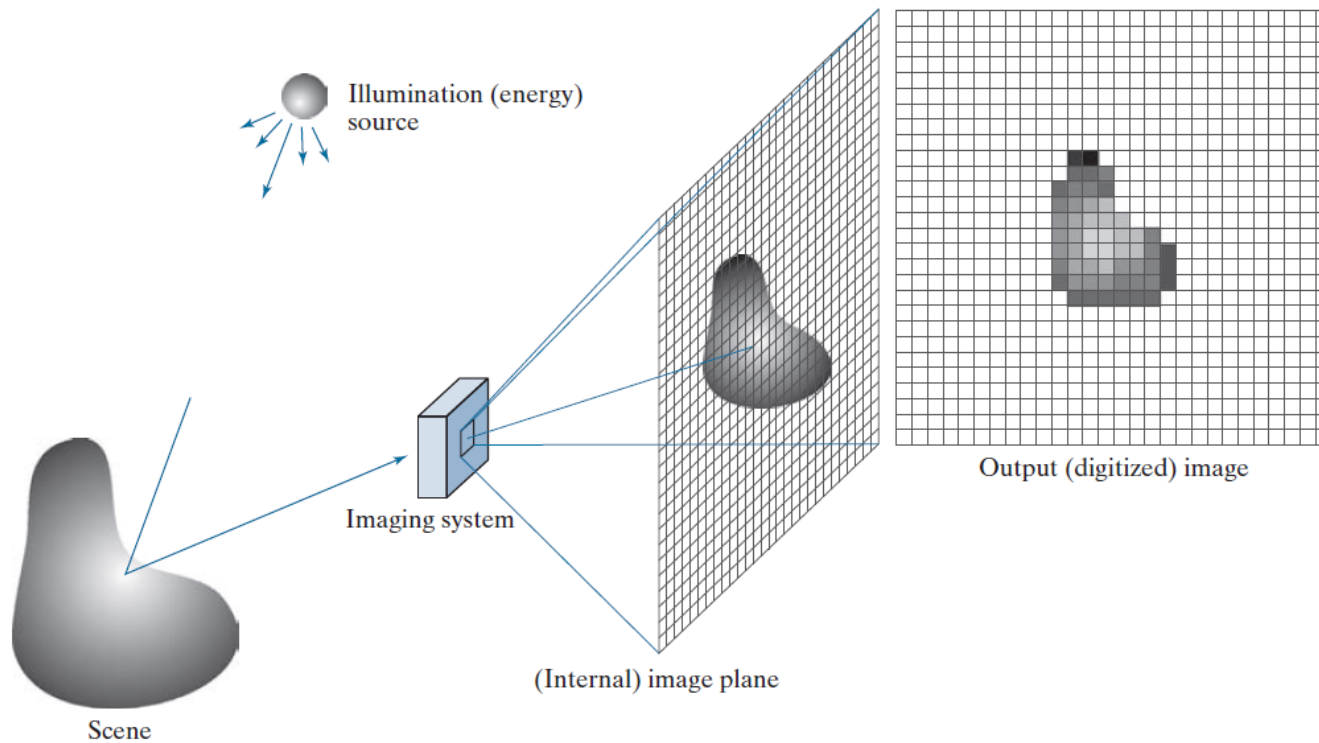 Illumination (energy)
source
Output (digitized) image
Imaging system
(Internal) image plane
Scene